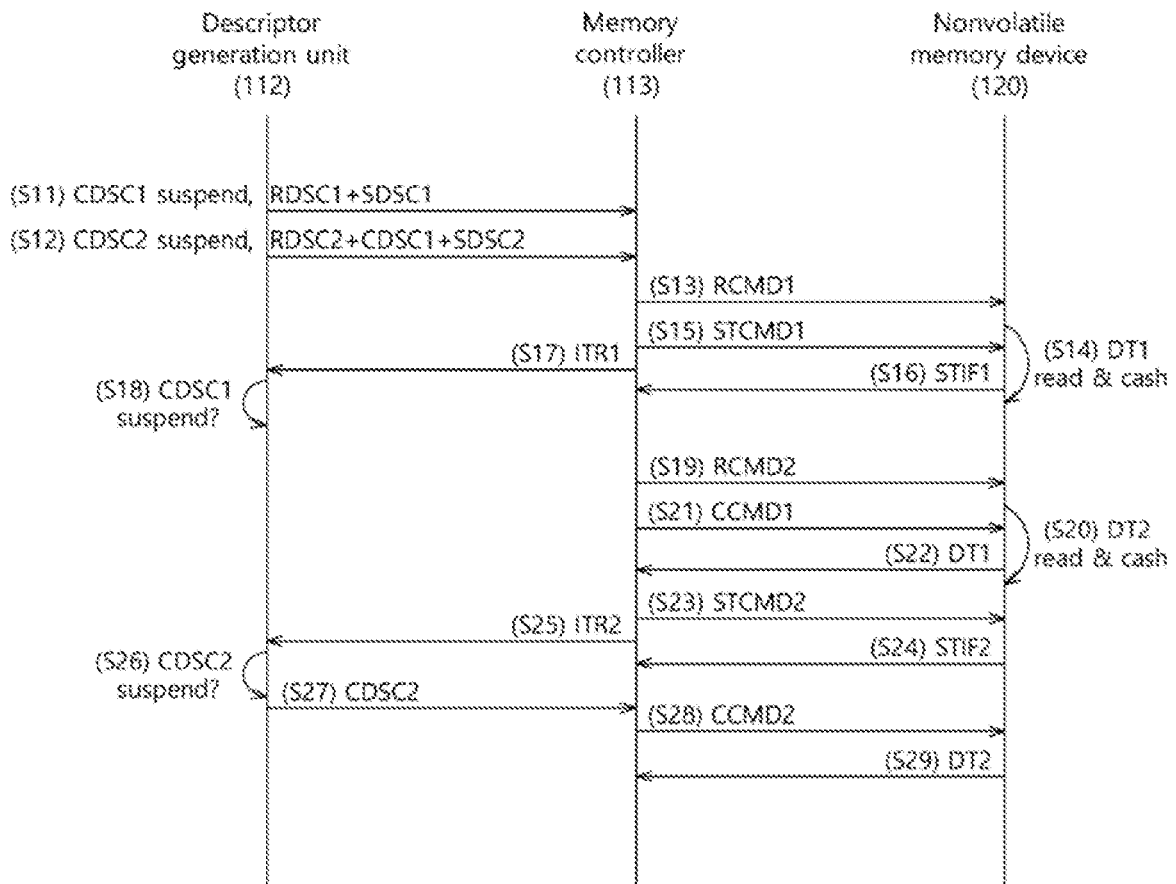 Descriptor
generation unit
(112)
Memory
controller
(113)
Nonvolatile
memory device
(120)
(S11) CDSC1 suspend, RDSC1+SDSC1
(S12) CDSC2 suspend, RDSC2+CDSC1+SDSC2
(S13) RCMD1
(S15) STCMD1
(S14) DT1
read & cash
(S17) ITR1
(S16) STIF1
(S18) CDSC1
suspend?
(S19) RCMD2
(S21) CCMD1
(S20) DT2
read & cash
(S22) DT1
(S23) STCMD2
(S25) ITR2
(S24) STIF2
(S26) CDSC2
suspend?
(S27) CDSC2
(S28) CCMD2
(S29) DT2